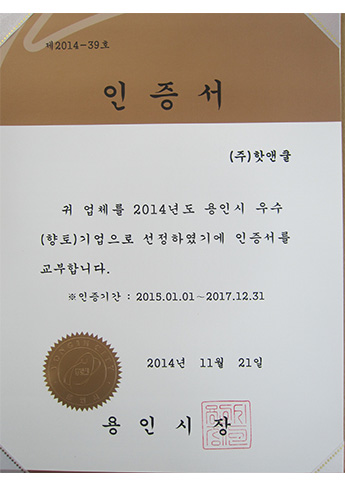 제2014-39호
인증서
(주)핫앤쿨
귀 업체를 2014년도 용인시 우수
(향토)기업으로 선정하였기에 인증서를
교부합니다.
※인증기간 : 2015.01.01~2017.12.31
2014년 11월 21일
용인시장